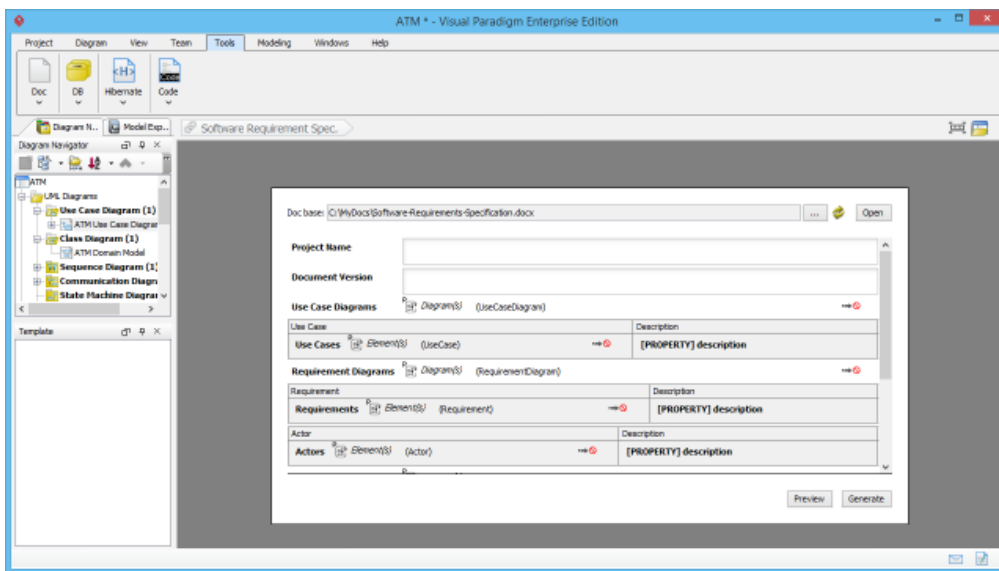 ATM * - Visual Paradigm Enterprise Edition
Project Diagram View Team Tools Modeling Windows Help
<H> Code
Doc DB Hibernate Code
Diagram N... Model Exp... Software Requirement Spec.
Diagram Navigator
ATM
UML Diagrams
Use Case Diagram (1)
ATM Use Case Diagrar
Class Diagram (1)
ATM Domain Model
Sequence Diagram (1)
Communication Diagra
State Machine Diagrar
Template
Doc base: C:\MyDocs\Software-Requirements-Specification.docx ... Open
Project Name
Document Version
Use Case Diagrams Diagram(s) (UseCaseDiagram)
Use Case Description
Use Cases Element(s) (UseCase) [PROPERTY] description
Requirement Diagrams Diagram(s) (RequirementDiagram)
Requirement Description
Requirements Element(s) (Requirement) [PROPERTY] description
Actor Description
Actors Element(s) (Actor) [PROPERTY] description
Preview Generate